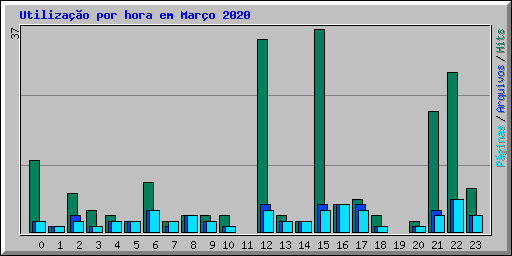 Utilização por hora em Março 2020
37
Páginas / Arquivos / Hits
0 1 2 3 4 5 6 7 8 9 10 11 12 13 14 15 16 17 18 19 20 21 22 23